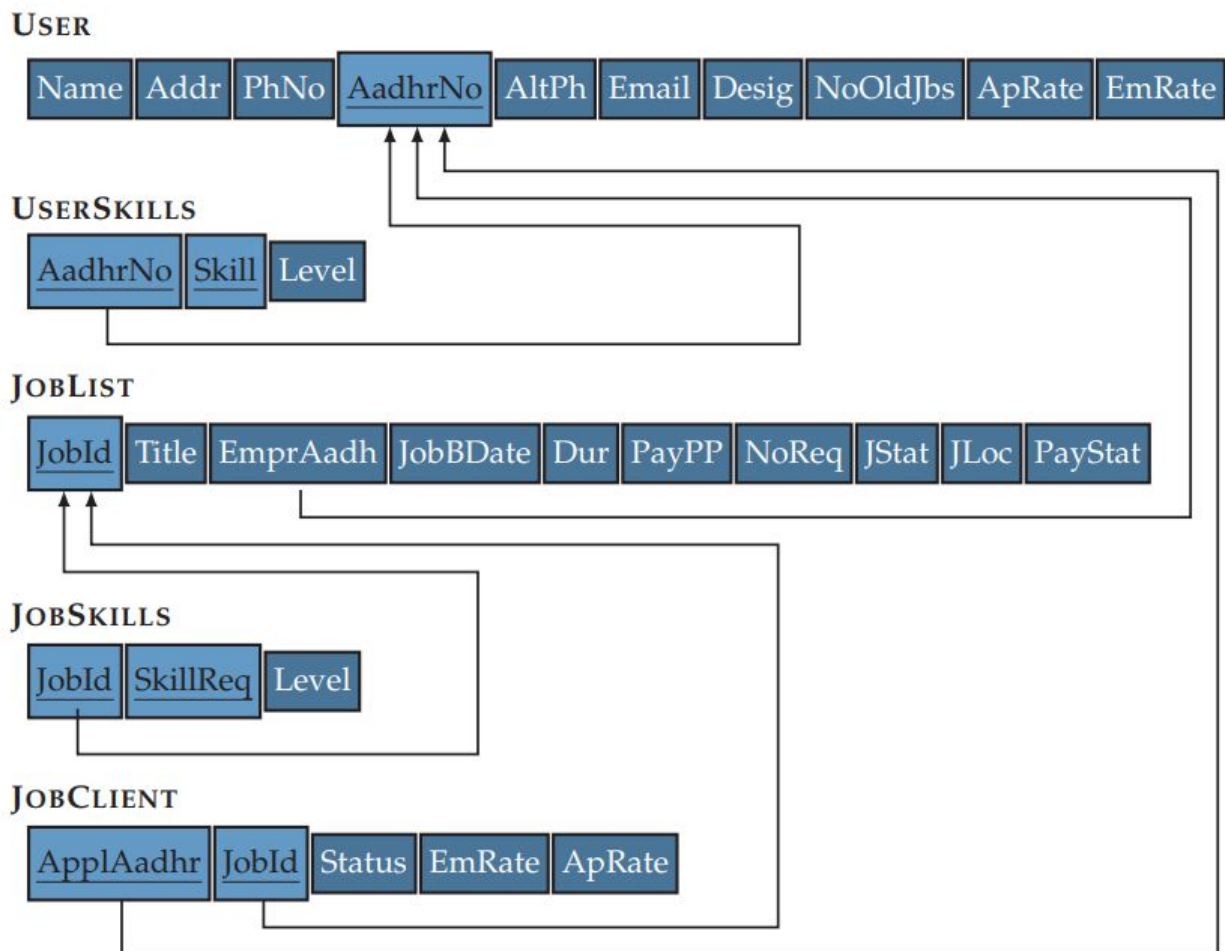 USER
Name Addr PhNo AadhrNo AltPh Email Desig NoOldJbs ApRate EmRate
USERSKILLS
AadhrNo Skill Level
JOBLIST
JobId Title EmprAadh JobBDate Dur PayPP NoReq JStat JLoc PayStat
JOBSKILLS
JobId SkillReq Level
JOBCLIENT
ApplAadhr JobId Status EmRate ApRate